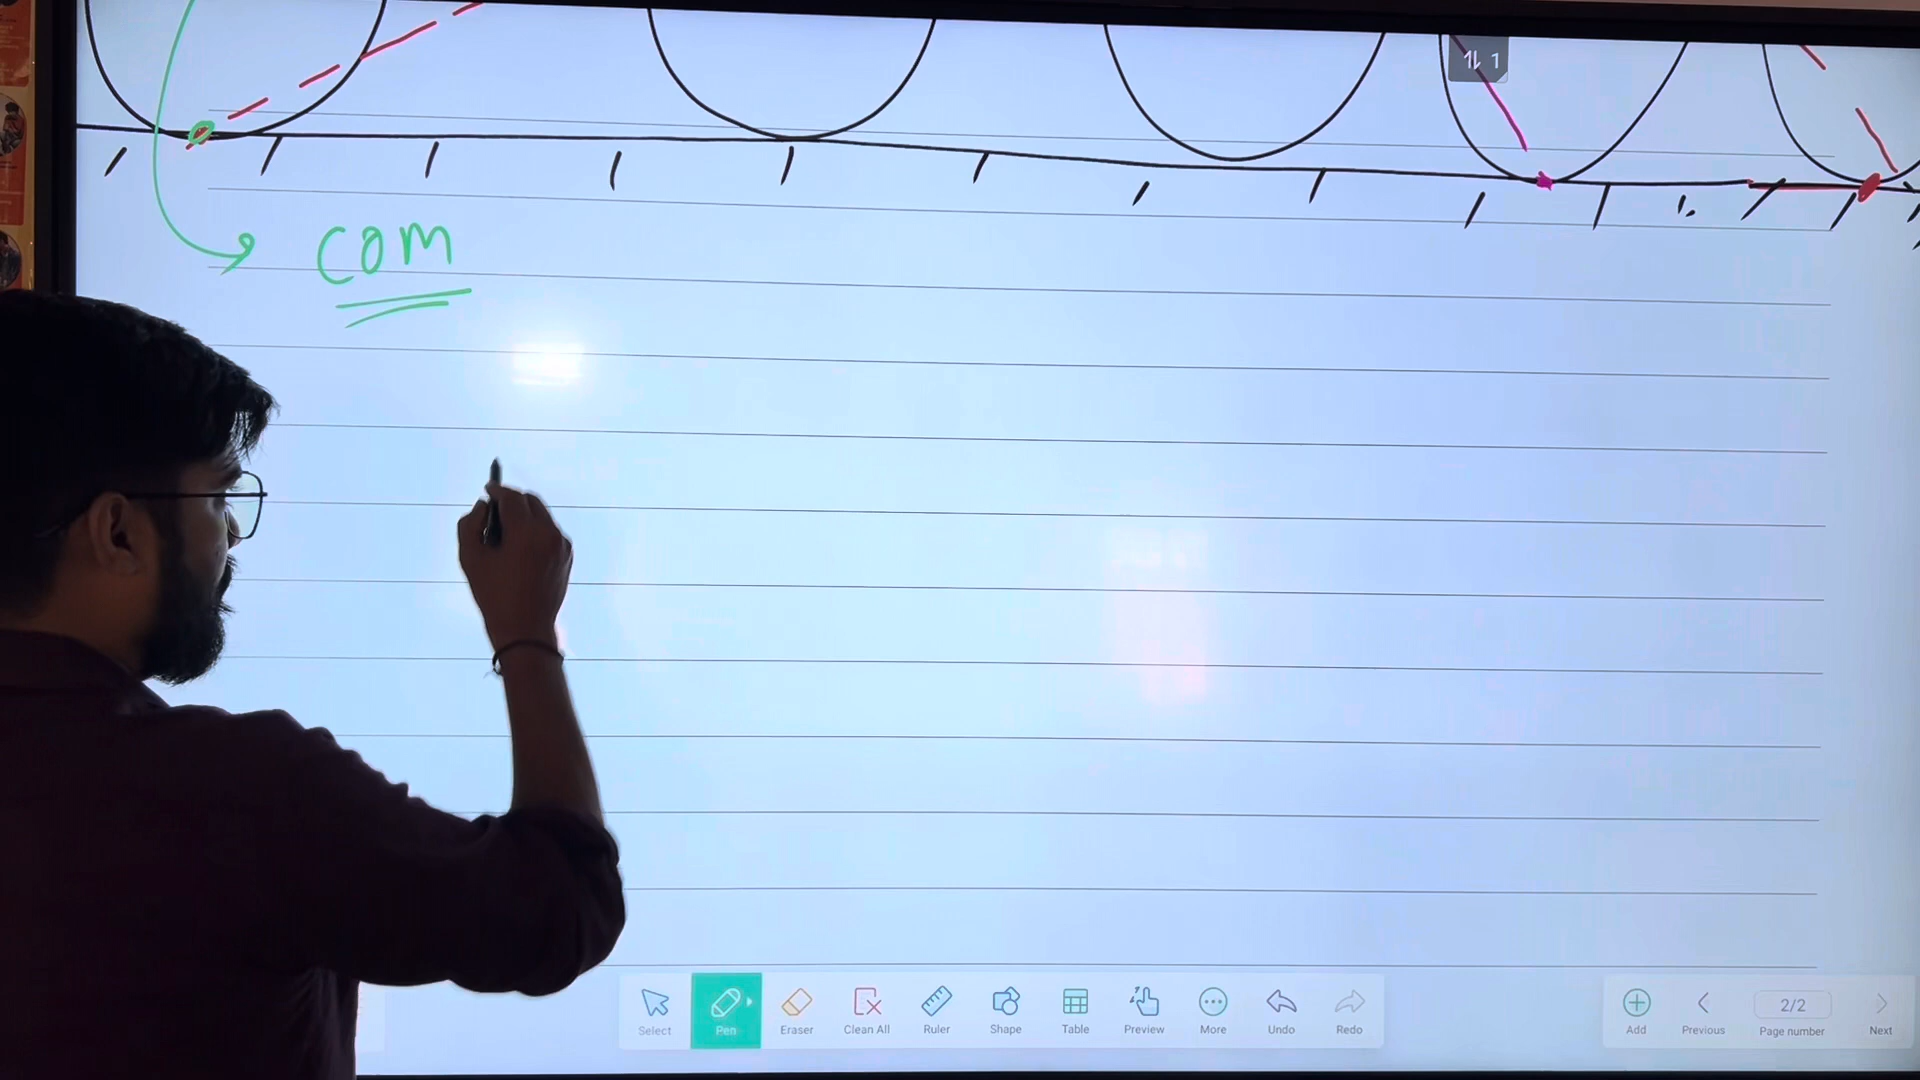 ⇅ 1
COM
Select Pen Eraser Clean All Ruler Shape Table Preview More Undo Redo
Add Previous 2/2 Page number Next